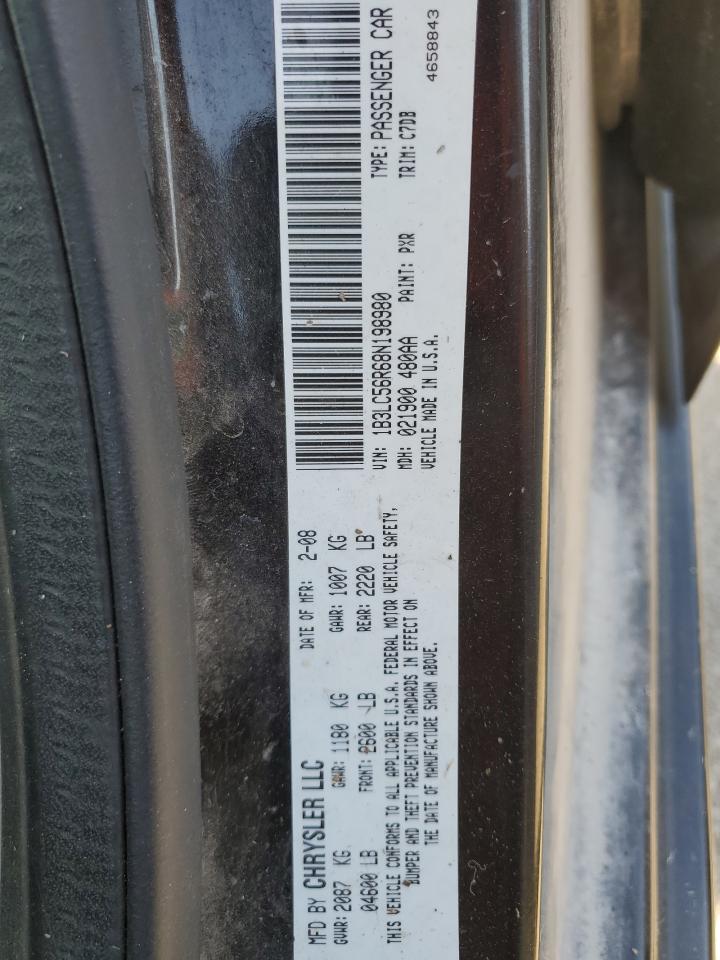 MFD BY CHRYSLER LLC DATE OF MFR: 2-08
GVWR: 2087 KG GAWR: 1180 KG GAWR: 1007 KG
04600 LB FRONT: 2600 LB REAR: 2220 LB
THIS VEHICLE CONFORMS TO ALL APPLICABLE U.S.A. FEDERAL MOTOR VEHICLE SAFETY,
BUMPER AND THEFT PREVENTION STANDARDS IN EFFECT ON
THE DATE OF MANUFACTURE SHOWN ABOVE.
VIN: 1B3LC56R68N198980 TYPE: PASSENGER CAR
MDH: 021900 480AA PAINT: PXR TRIM: C7DB
VEHICLE MADE IN U.S.A. 4658843